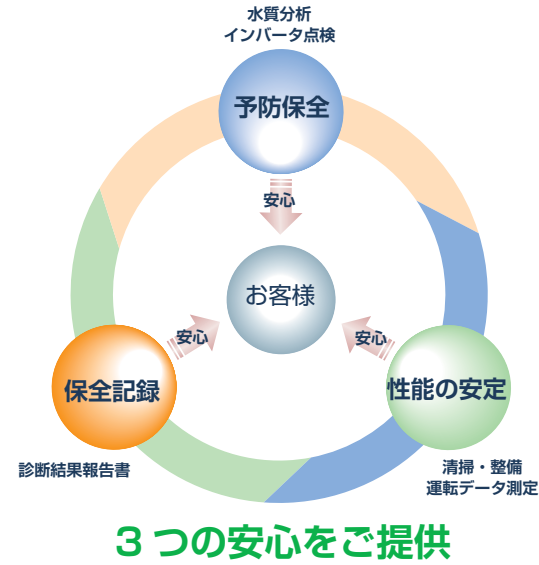 水質分析
インバータ点検
予防保全
安心
お客様
安心
安心
保全記録
性能の安定
診断結果報告書
清掃・整備
運転データ測定
3つの安心をご提供